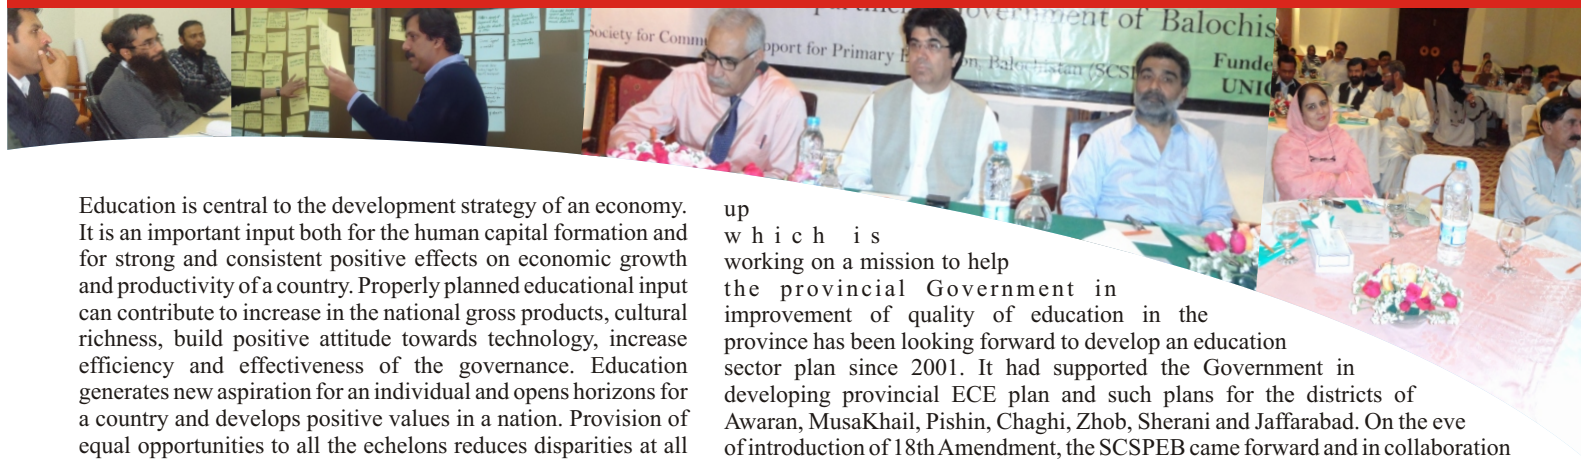 Government of Balochis
Society for Comm pport for Primary E on, Balochistan (SCS
Funde
UNIC
Education is central to the development strategy of an economy.
It is an important input both for the human capital formation and
for strong and consistent positive effects on economic growth
and productivity of a country. Properly planned educational input
can contribute to increase in the national gross products, cultural
richness, build positive attitude towards technology, increase
efficiency and effectiveness of the governance. Education
generates new aspiration for an individual and opens horizons for
a country and develops positive values in a nation. Provision of
equal opportunities to all the echelons reduces disparities at all
up
which is
working on a mission to help
the provincial Government in
improvement of quality of education in the
province has been looking forward to develop an education
sector plan since 2001. It had supported the Government in
developing provincial ECE plan and such plans for the districts of
Awaran, MusaKhail, Pishin, Chaghi, Zhob, Sherani and Jaffarabad. On the eve
of introduction of 18th Amendment, the SCSPEB came forward and in collaboration